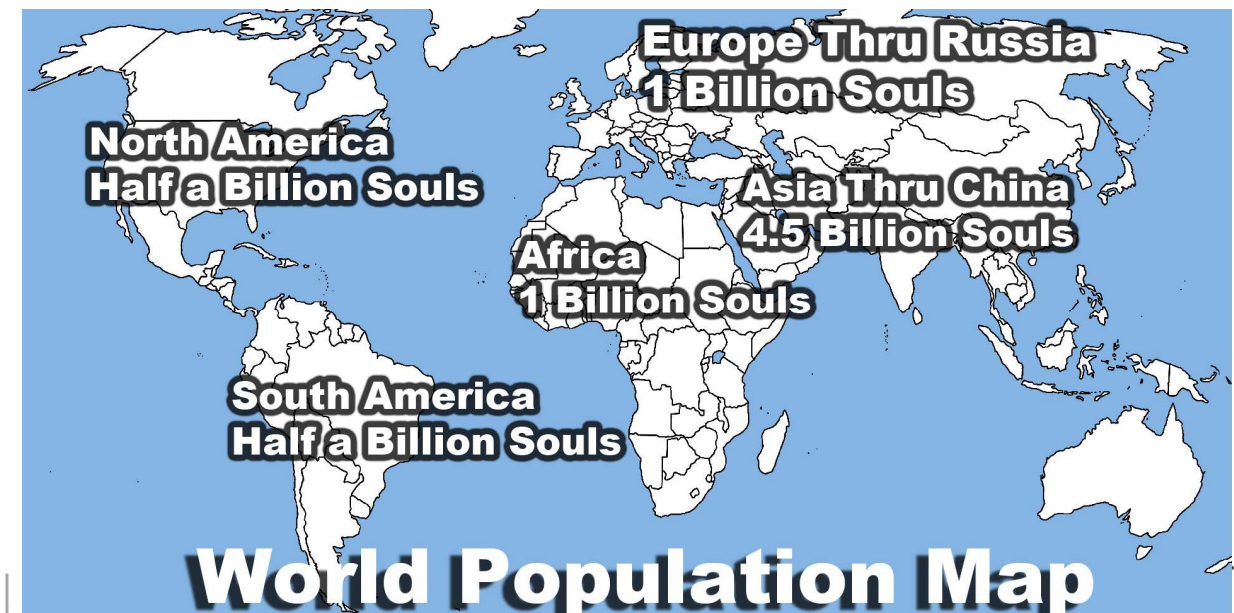 Europe Thru Russia
1 Billion Souls
North America
Half a Billion Souls
Asia Thru China
4.5 Billion Souls
Africa
1 Billion Souls
South America
Half a Billion Souls
World Population Map